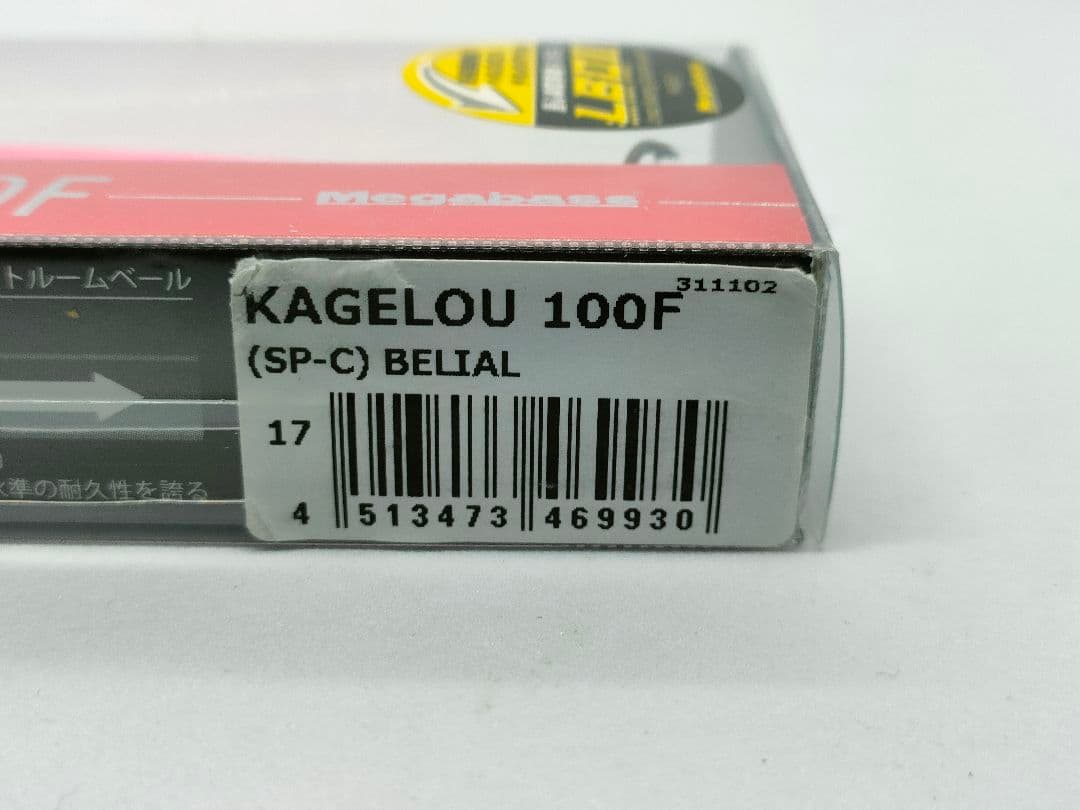 Megabass
トルームベール
311102
KAGELOU 100F
(SP-C) BELIAL
17
4 513473 469930
準の耐久性を誇る